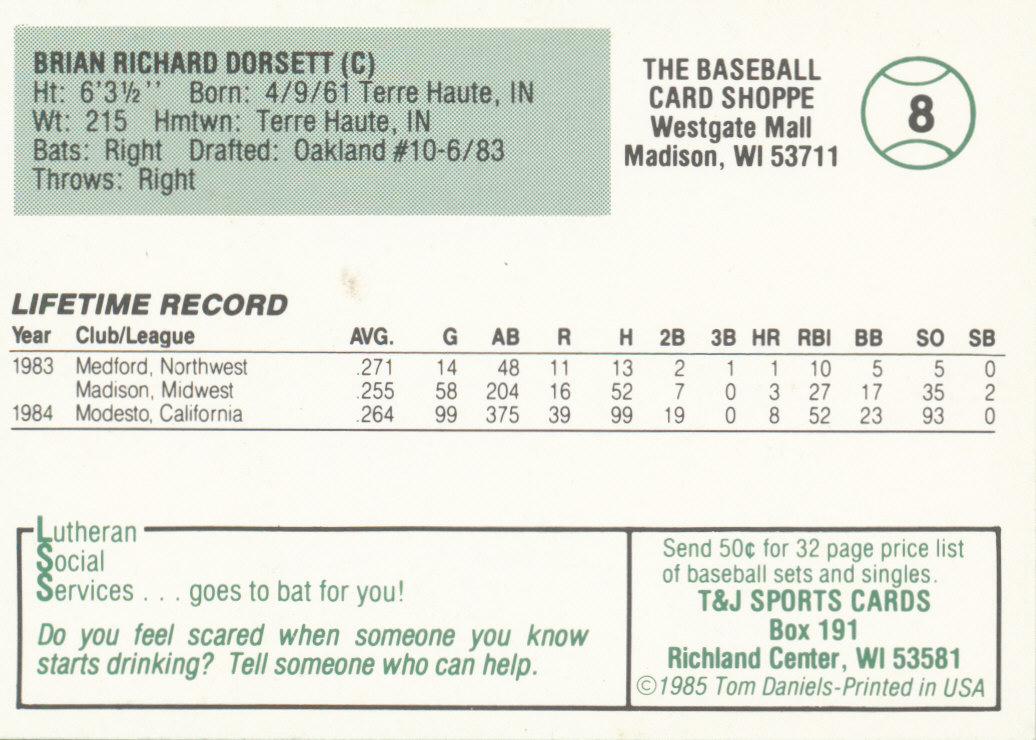 BRIAN RICHARD DORSETT (C)
Ht: 6'3½'' Born: 4/9/61 Terre Haute, IN
Wt: 215 Hmtwn: Terre Haute, IN
Bats: Right Drafted: Oakland #10-6/83
Throws: Right
THE BASEBALL
CARD SHOPPE
Westgate Mall
Madison, WI 53711
8
LIFETIME RECORD
Year Club/League AVG. G AB R H 2B 3B HR RBI BB SO SB
1983 Medford, Northwest .271 14 48 11 13 2 1 1 10 5 5 0
Madison, Midwest .255 58 204 16 52 7 0 3 27 17 35 2
1984 Modesto, California .264 99 375 39 99 19 0 8 52 23 93 0
Lutheran
Social
Services . . . goes to bat for you!
Do you feel scared when someone you know
starts drinking? Tell someone who can help.
Send 50¢ for 32 page price list
of baseball sets and singles.
T&J SPORTS CARDS
Box 191
Richland Center, WI 53581
©1985 Tom Daniels-Printed in USA